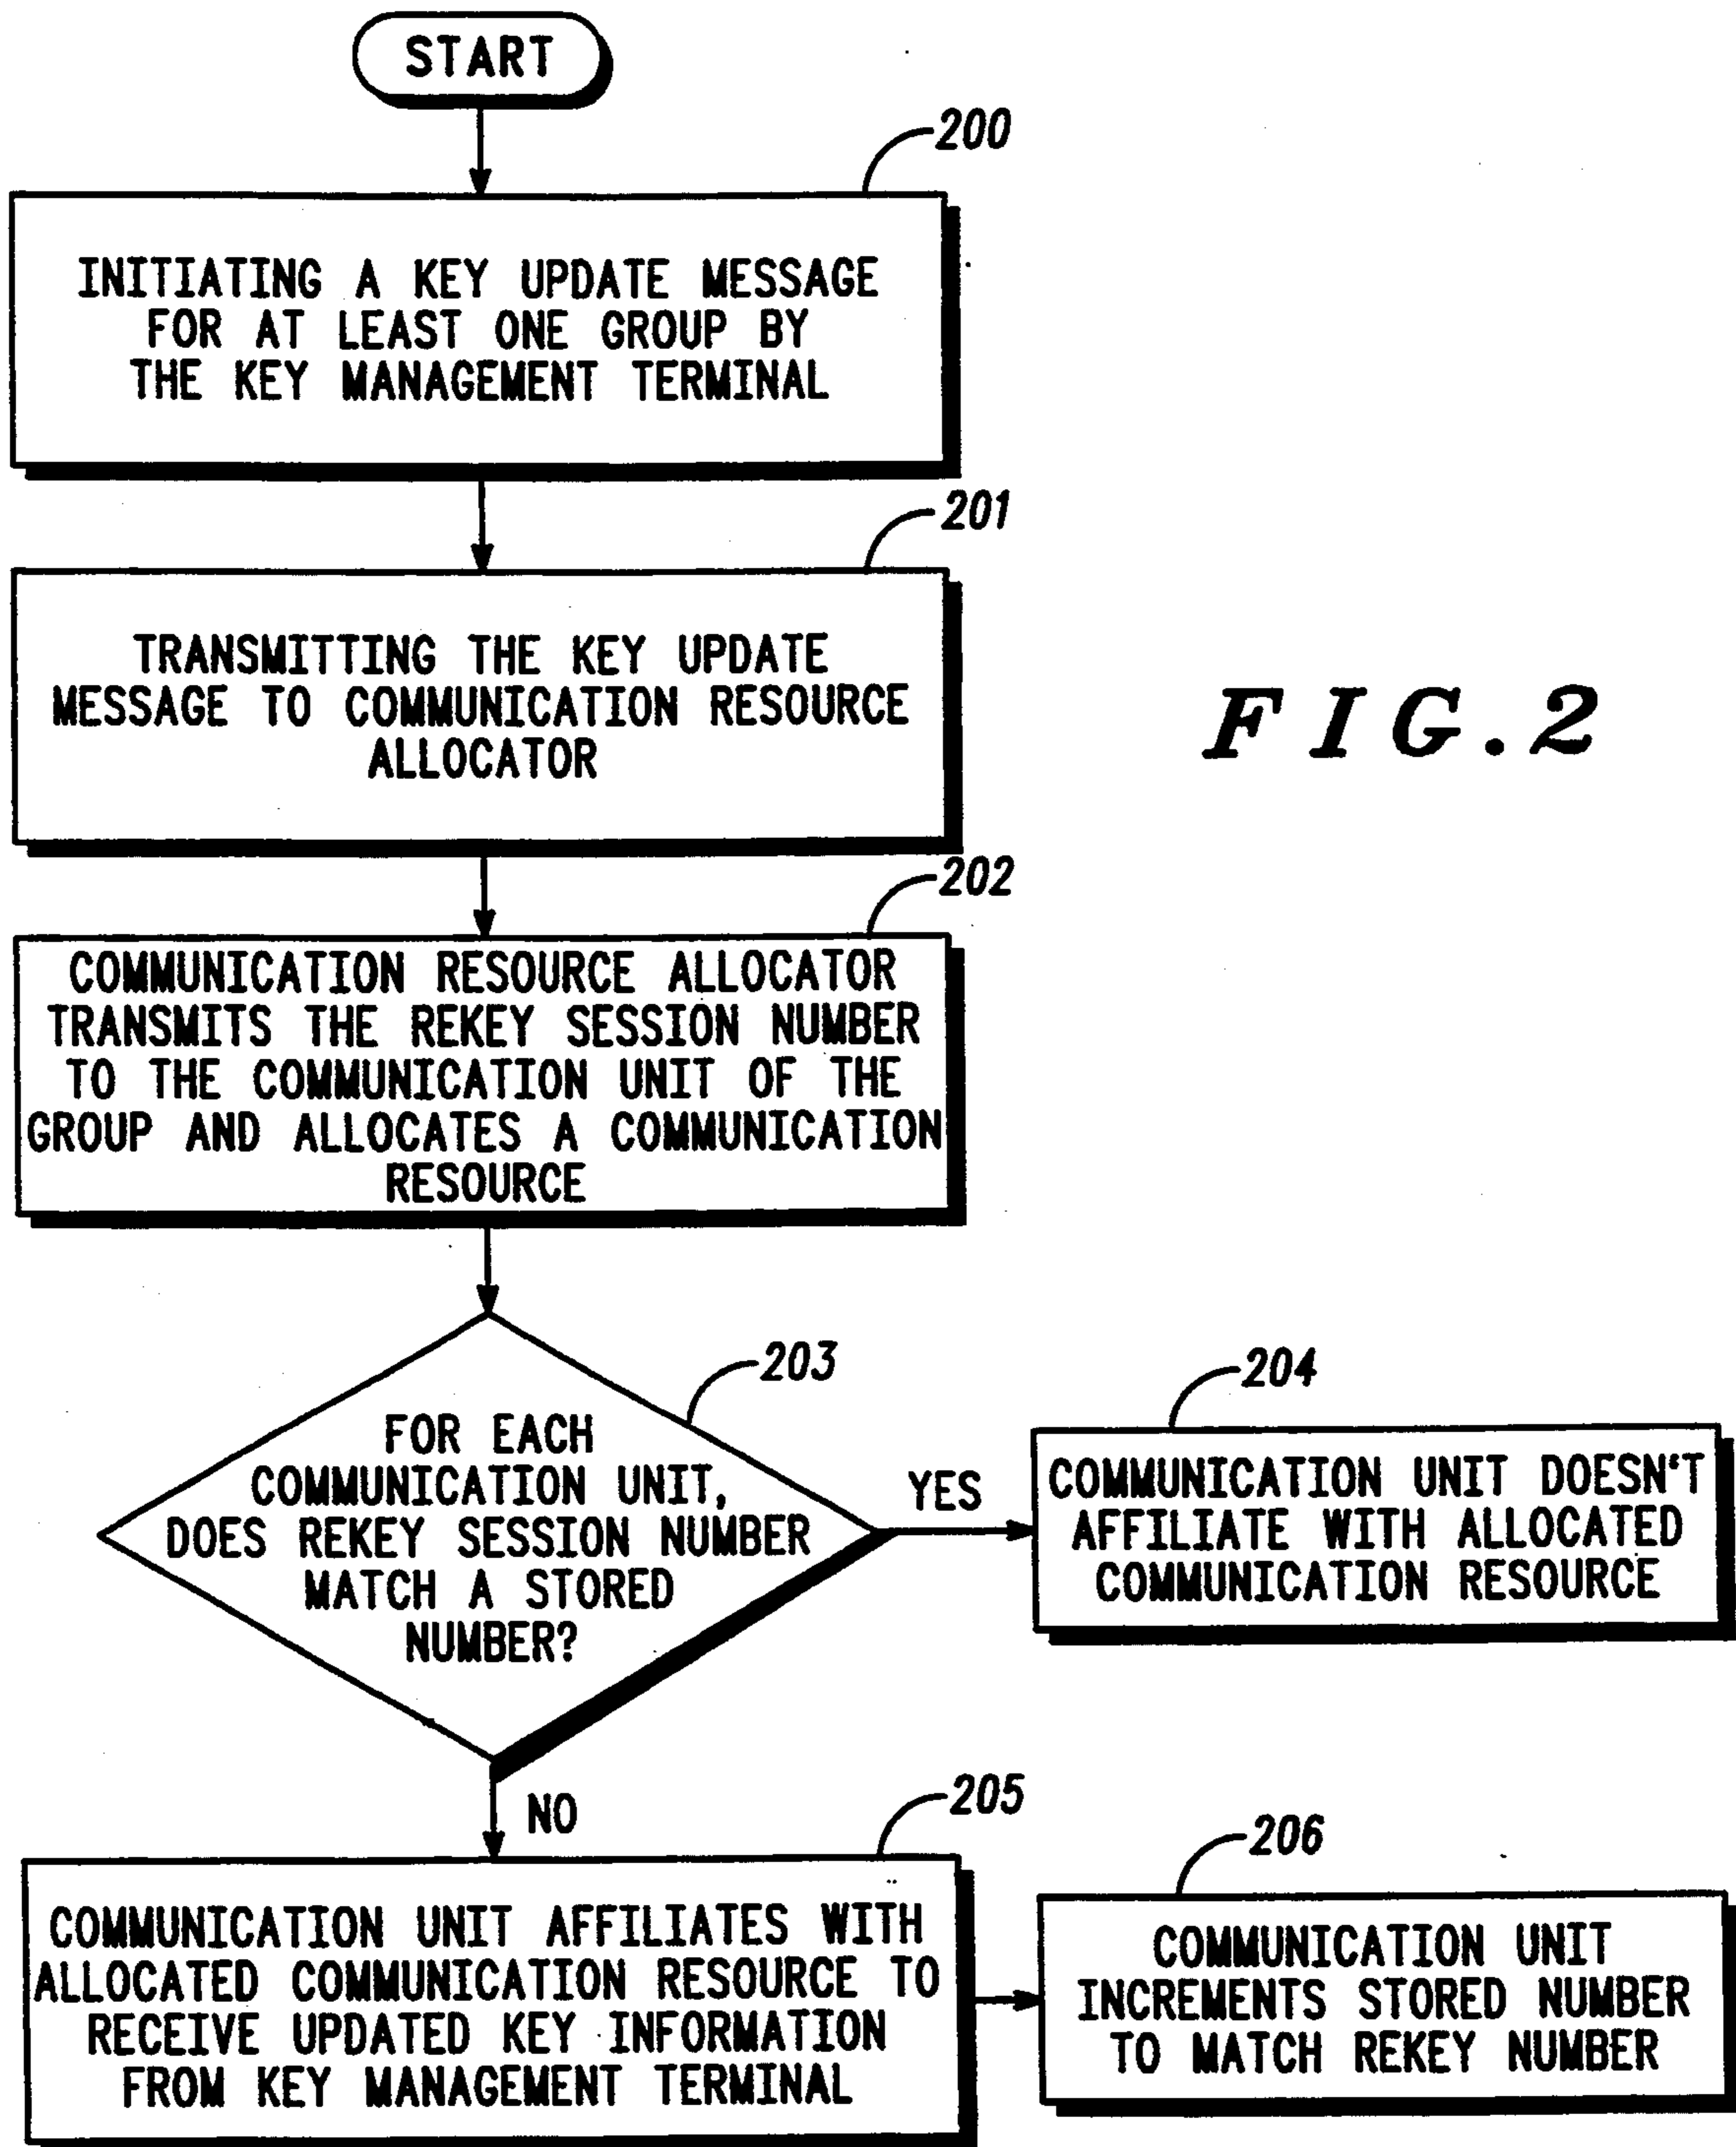 START
200
INITIATING A KEY UPDATE MESSAGE
FOR AT LEAST ONE GROUP BY
THE KEY MANAGEMENT TERMINAL
201
TRANSMITTING THE KEY UPDATE
MESSAGE TO COMMUNICATION RESOURCE
ALLOCATOR
FIG.2
202
COMMUNICATION RESOURCE ALLOCATOR
TRANSMITS THE REKEY SESSION NUMBER
TO THE COMMUNICATION UNIT OF THE
GROUP AND ALLOCATES A COMMUNICATION
RESOURCE
203
FOR EACH
COMMUNICATION UNIT,
DOES REKEY SESSION NUMBER
MATCH A STORED
NUMBER?
YES
204
COMMUNICATION UNIT DOESN'T
AFFILIATE WITH ALLOCATED
COMMUNICATION RESOURCE
NO
205
COMMUNICATION UNIT AFFILIATES WITH
ALLOCATED COMMUNICATION RESOURCE TO
RECEIVE UPDATED KEY INFORMATION
FROM KEY MANAGEMENT TERMINAL
206
COMMUNICATION UNIT
INCREMENTS STORED NUMBER
TO MATCH REKEY NUMBER